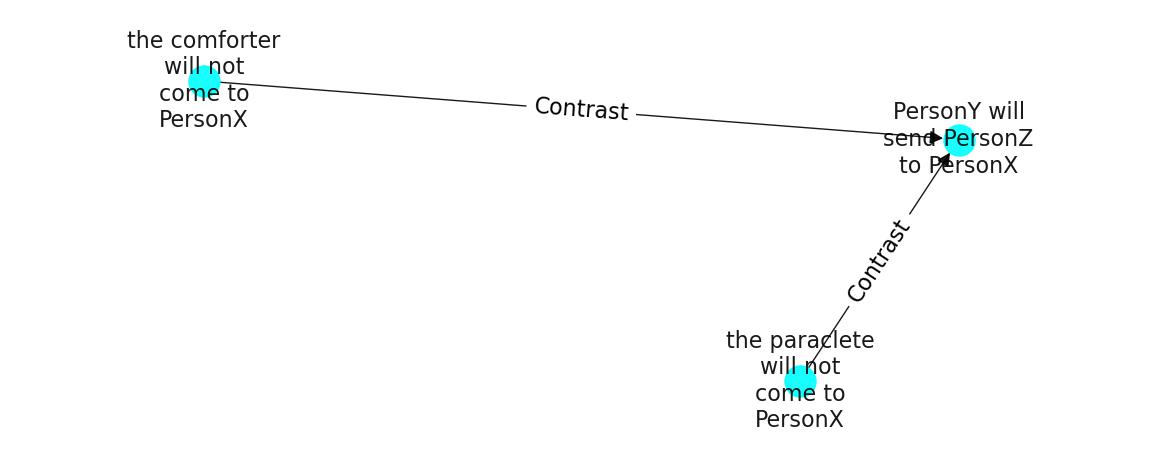 the comforter
will not
come to
PersonX
Contrast
PersonY will
send PersonZ
to PersonX
Contrast
the paraclete
will not
come to
PersonX